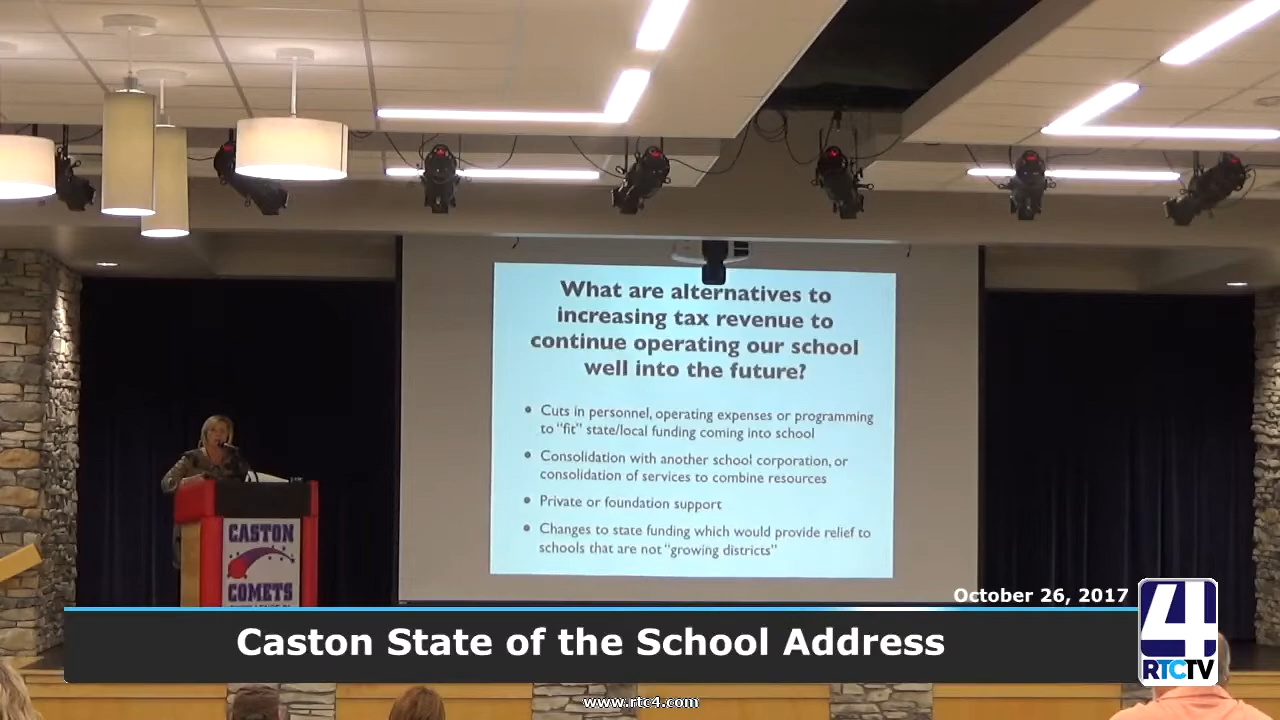 What are alternatives to
increasing tax revenue to
continue operating our school
well into the future?
• Cuts in personnel, operating expenses or programming
to "fit" state/local funding coming into school
• Consolidation with another school corporation, or
consolidation of services to combine resources
• Private or foundation support
• Changes to state funding which would provide relief to
schools that are not "growing districts"
CASTON
COMETS
October 26, 2017
Caston State of the School Address
4
RTCTV
www.rtc4.com